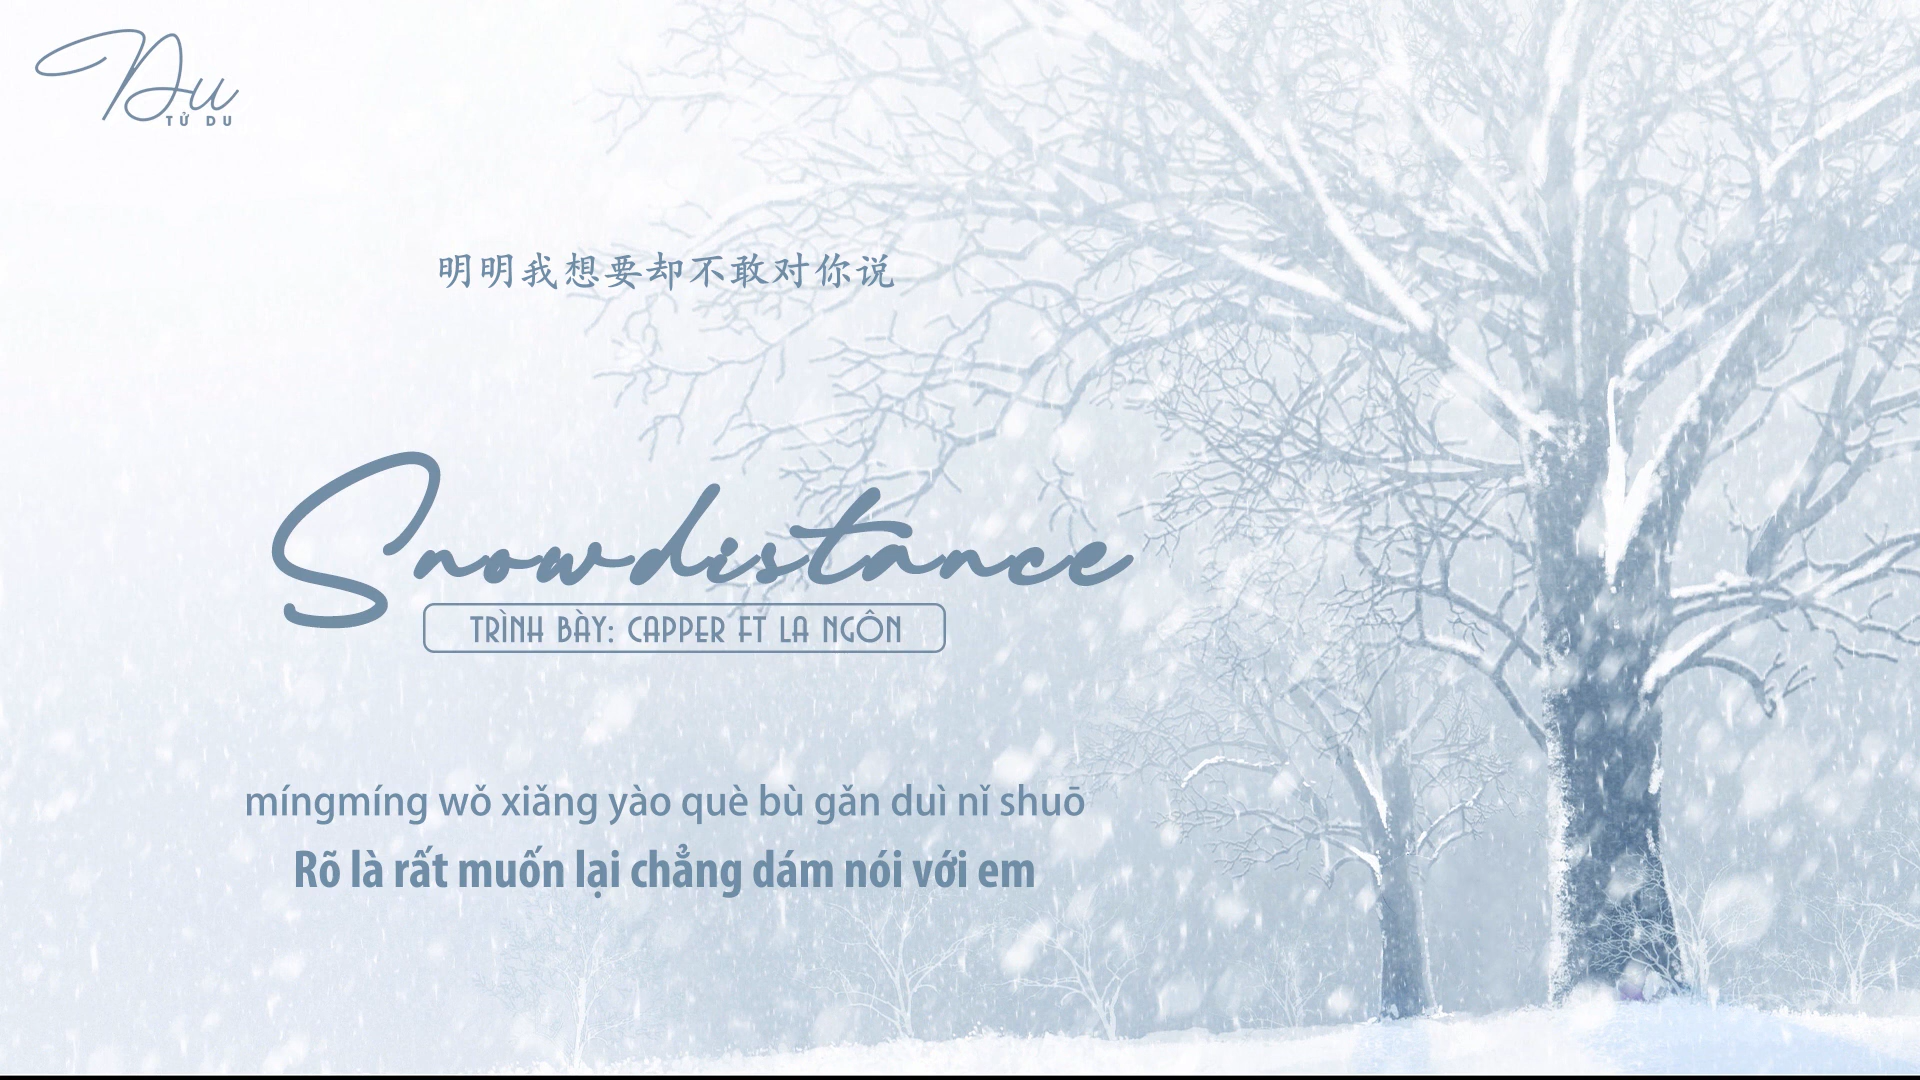 Du
TỬ DU
明明我想要却不敢对你说
Snowdistance
TRÌNH BÀY: CAPPER FT LA NGÔN
míngmíng wǒ xiǎng yào què bù gǎn duì nǐ shuō
Rõ là rất muốn lại chẳng dám nói với em